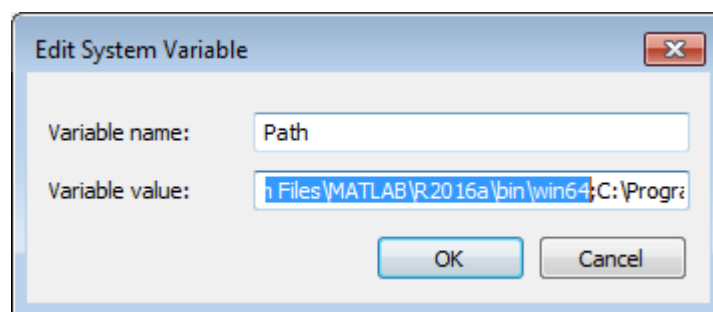 Edit System Variable
Variable name: Path
Variable value: Files\MATLAB\R2016a\bin\win64;C:\Progra
OK Cancel